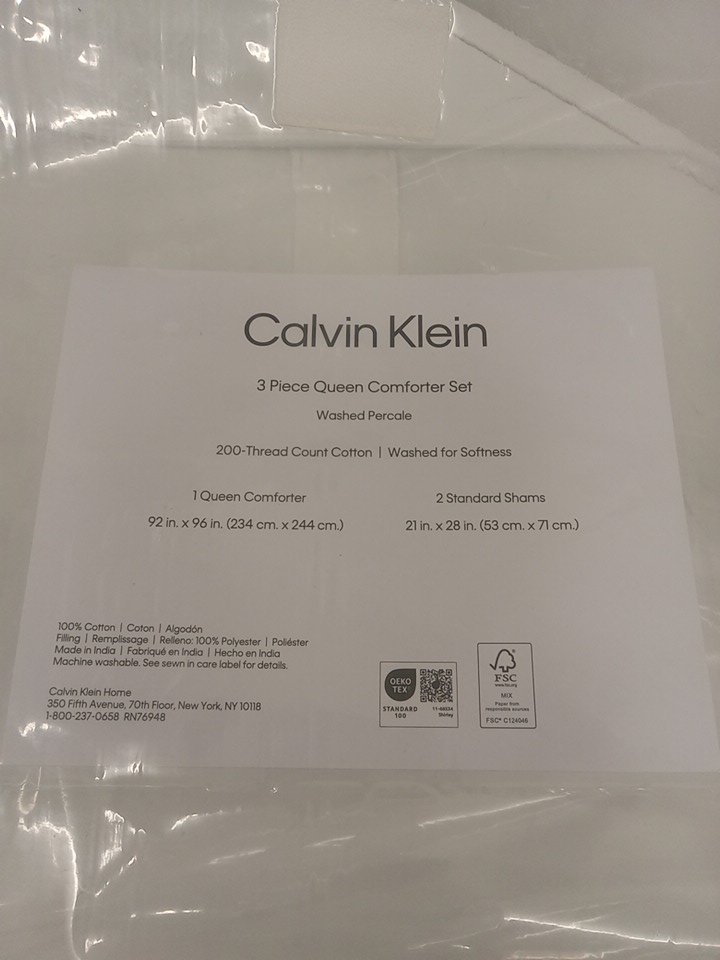 Calvin Klein
3 Piece Queen Comforter Set
Washed Percale
200-Thread Count Cotton | Washed for Softness
1 Queen Comforter
92 in. x 96 in. (234 cm. x 244 cm.)
2 Standard Shams
21 in. x 28 in. (53 cm. x 71 cm.)
100% Cotton | Coton | Algodón
Filling | Remplissage | Relleno: 100% Polyester | Poliéster
Made in India | Fabriqué en India | Hecho en India
Machine washable. See sewn in care label for details.
Calvin Klein Home
350 Fifth Avenue, 70th Floor, New York, NY 10118
1-800-237-0658 RN76948
OEKO
TEX
STANDARD
100
Shirley
FSC
www.fsc.org
MIX
Paper from
responsible sources
FSC® C124046